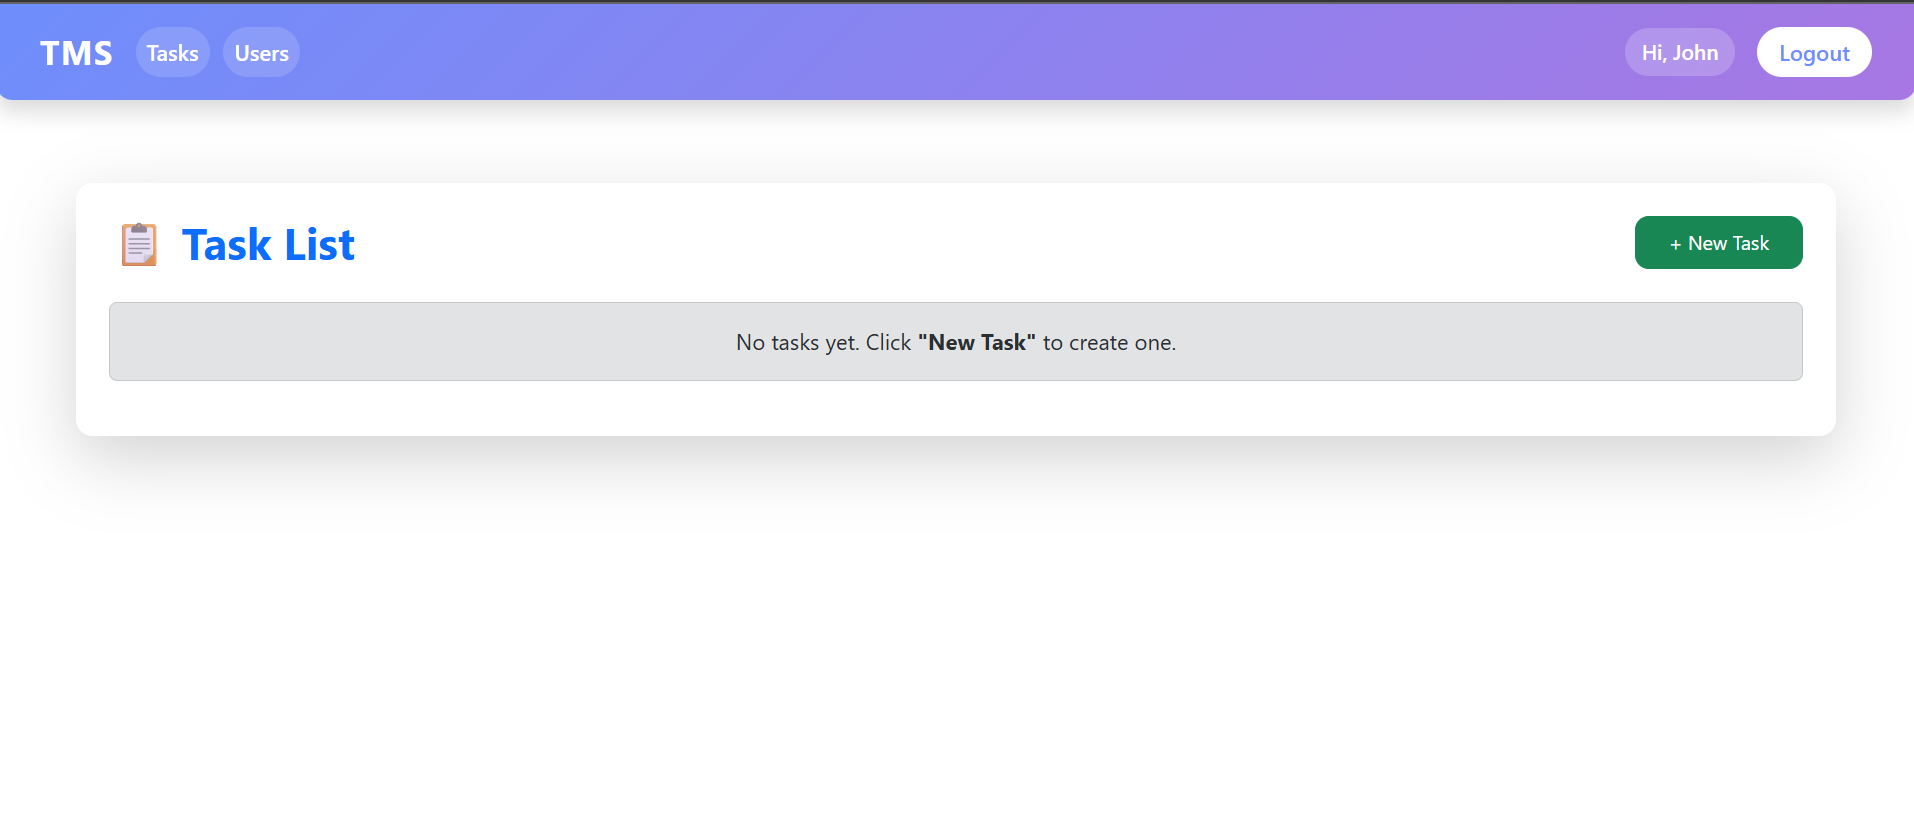 TMS Tasks Users Hi, John Logout
Task List + New Task
No tasks yet. Click "New Task" to create one.